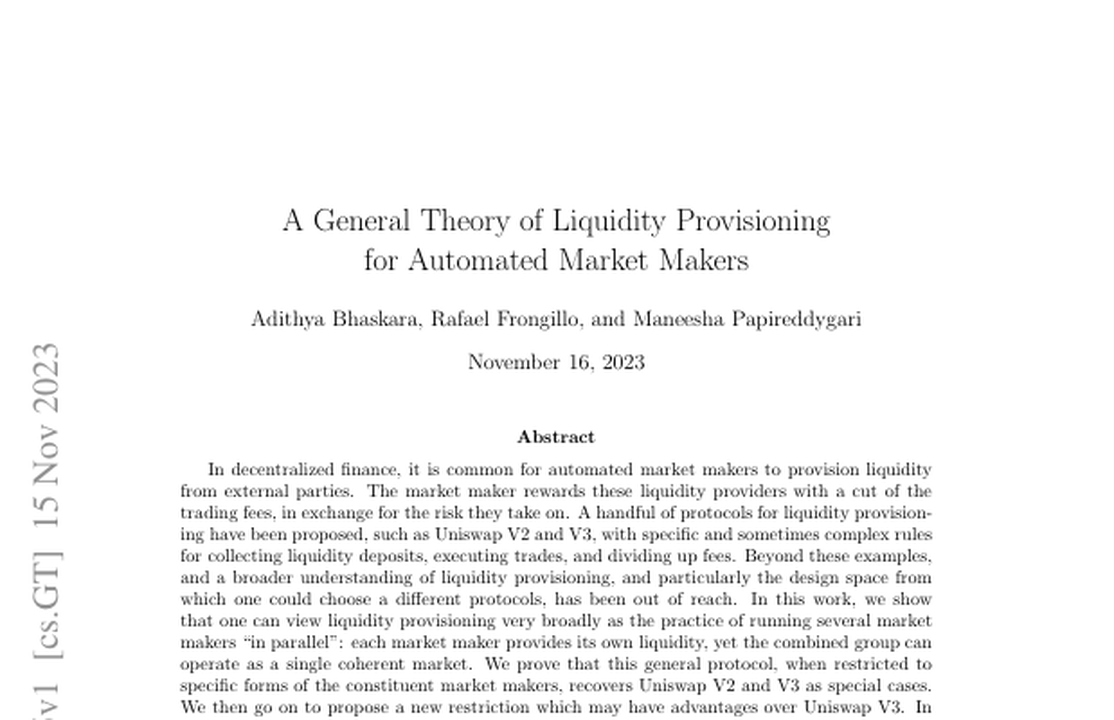 A General Theory of Liquidity Provisioning
for Automated Market Makers
Adithya Bhaskara, Rafael Frongillo, and Maneesha Papireddygari
November 16, 2023
Abstract
In decentralized finance, it is common for automated market makers to provision liquidity
from external parties. The market maker rewards these liquidity providers with a cut of the
trading fees, in exchange for the risk they take on. A handful of protocols for liquidity provision-
ing have been proposed, such as Uniswap V2 and V3, with specific and sometimes complex rules
for collecting liquidity deposits, executing trades, and dividing up fees. Beyond these examples,
and a broader understanding of liquidity provisioning, and particularly the design space from
which one could choose a different protocols, has been out of reach. In this work, we show
that one can view liquidity provisioning very broadly as the practice of running several market
makers “in parallel”: each market maker provides its own liquidity, yet the combined group can
operate as a single coherent market. We prove that this general protocol, when restricted to
specific forms of the constituent market makers, recovers Uniswap V2 and V3 as special cases.
We then go on to propose a new restriction which may have advantages over Uniswap V3. In
v1 [cs.GT] 15 Nov 2023